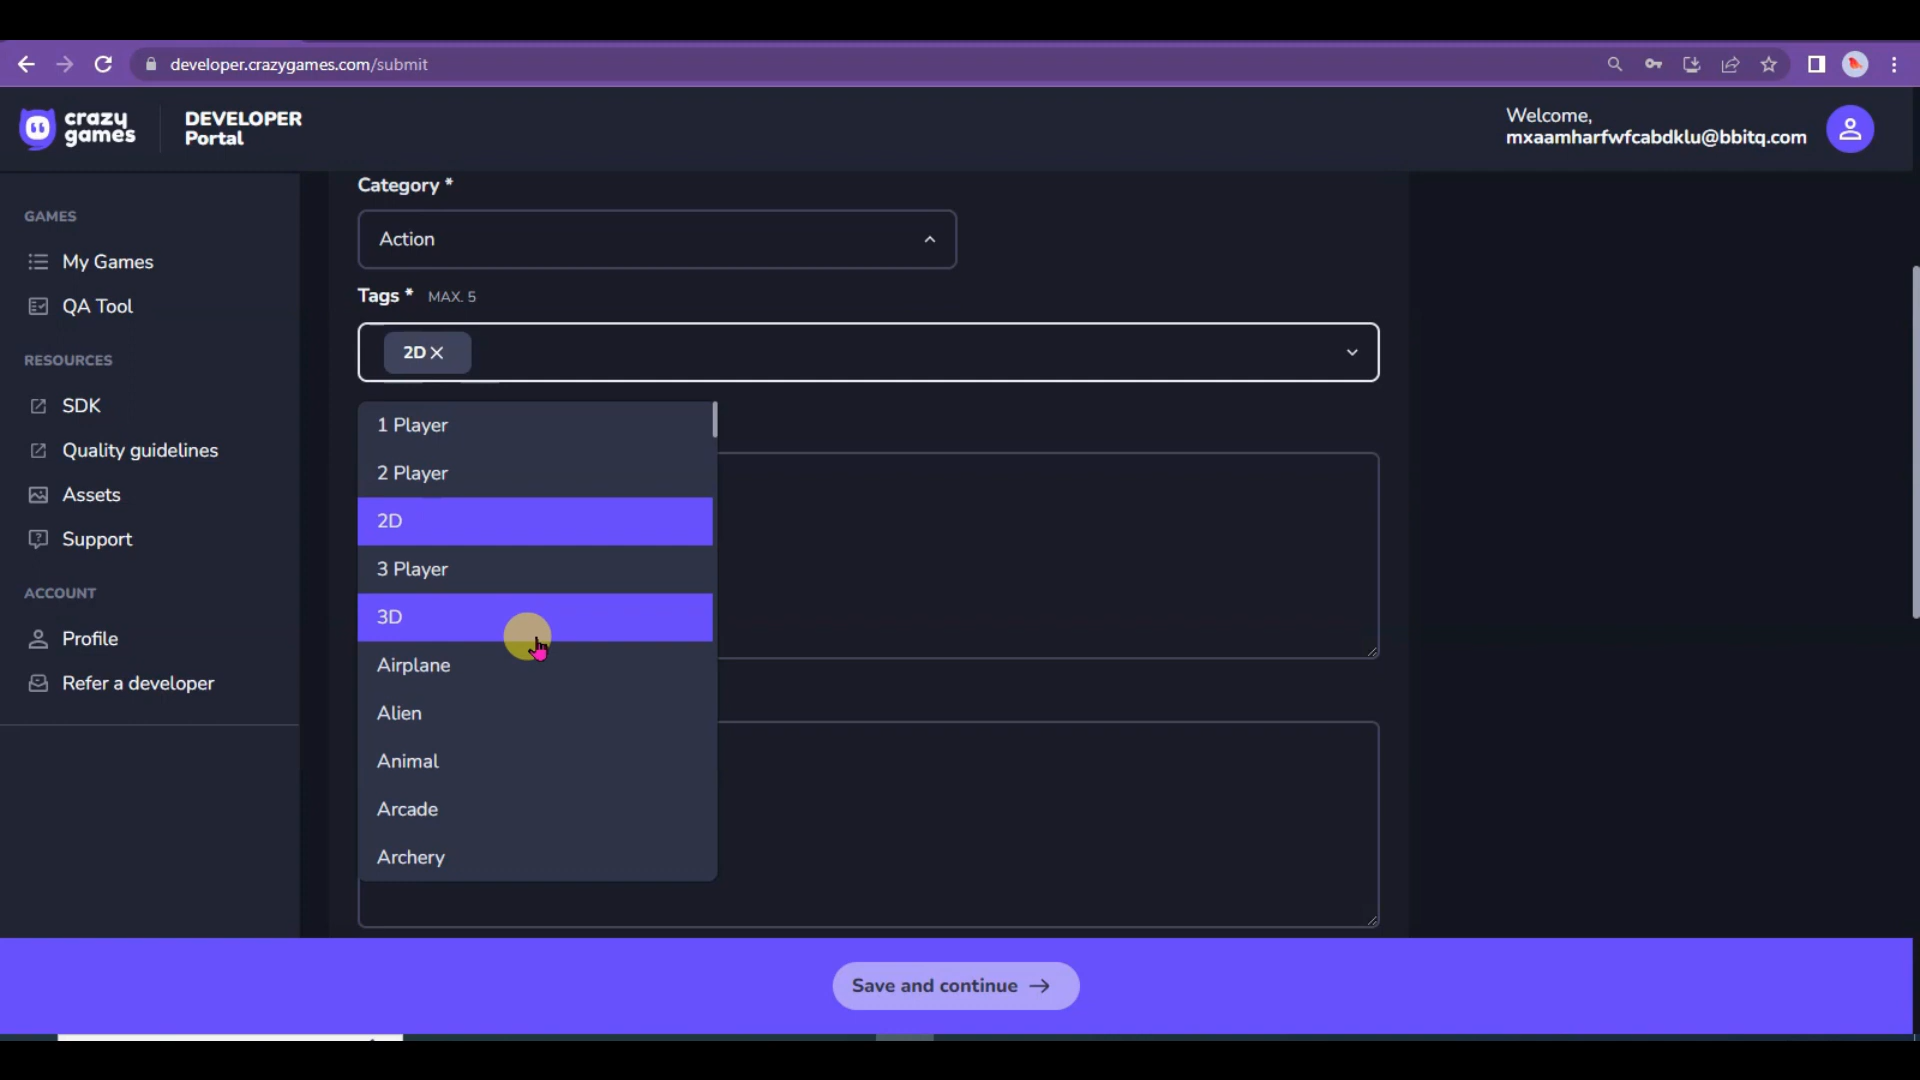 developer.crazygames.com/submit
crazy
games
DEVELOPER
Portal
Welcome,
mxaamharfwfcabdklu@bbitq.com
GAMES
My Games
QA Tool
RESOURCES
SDK
Quality guidelines
Assets
Support
ACCOUNT
Profile
Refer a developer
Category *
Action
Tags * MAX. 5
2D
1 Player
2 Player
2D
3 Player
3D
Airplane
Alien
Animal
Arcade
Archery
Save and continue